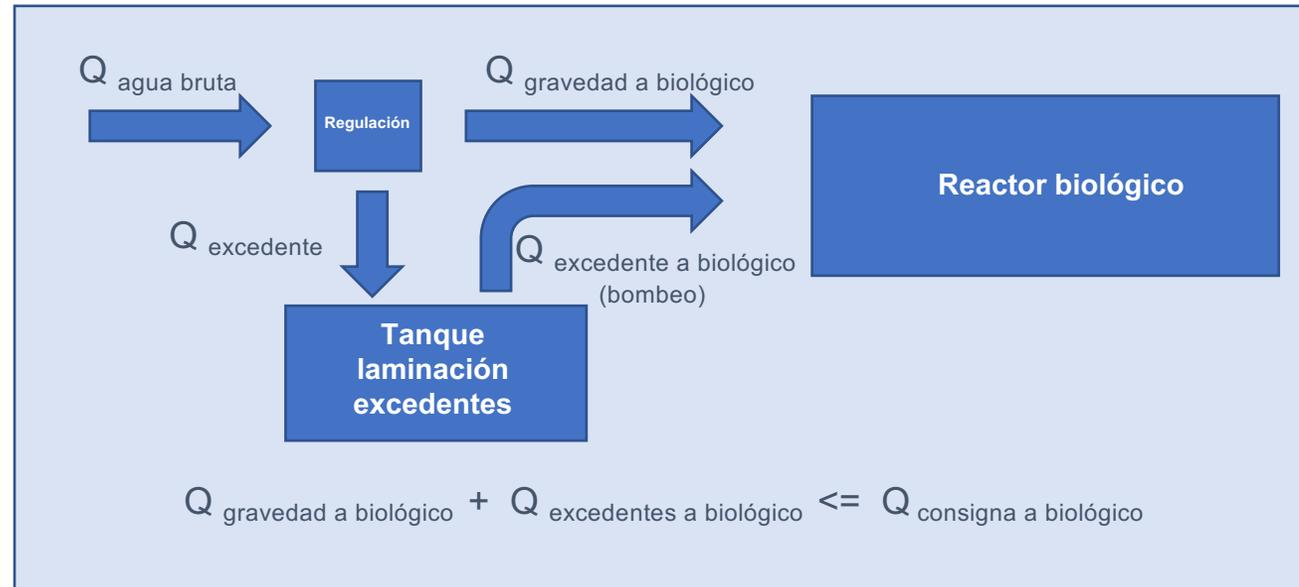 Q agua bruta
Q gravedad a biológico
Regulación
Reactor biológico
Q excedente
Q excedente a biológico
(bombeo)
Tanque
laminación
excedentes
Q gravedad a biológico + Q excedentes a biológico <= Q consigna a biológico